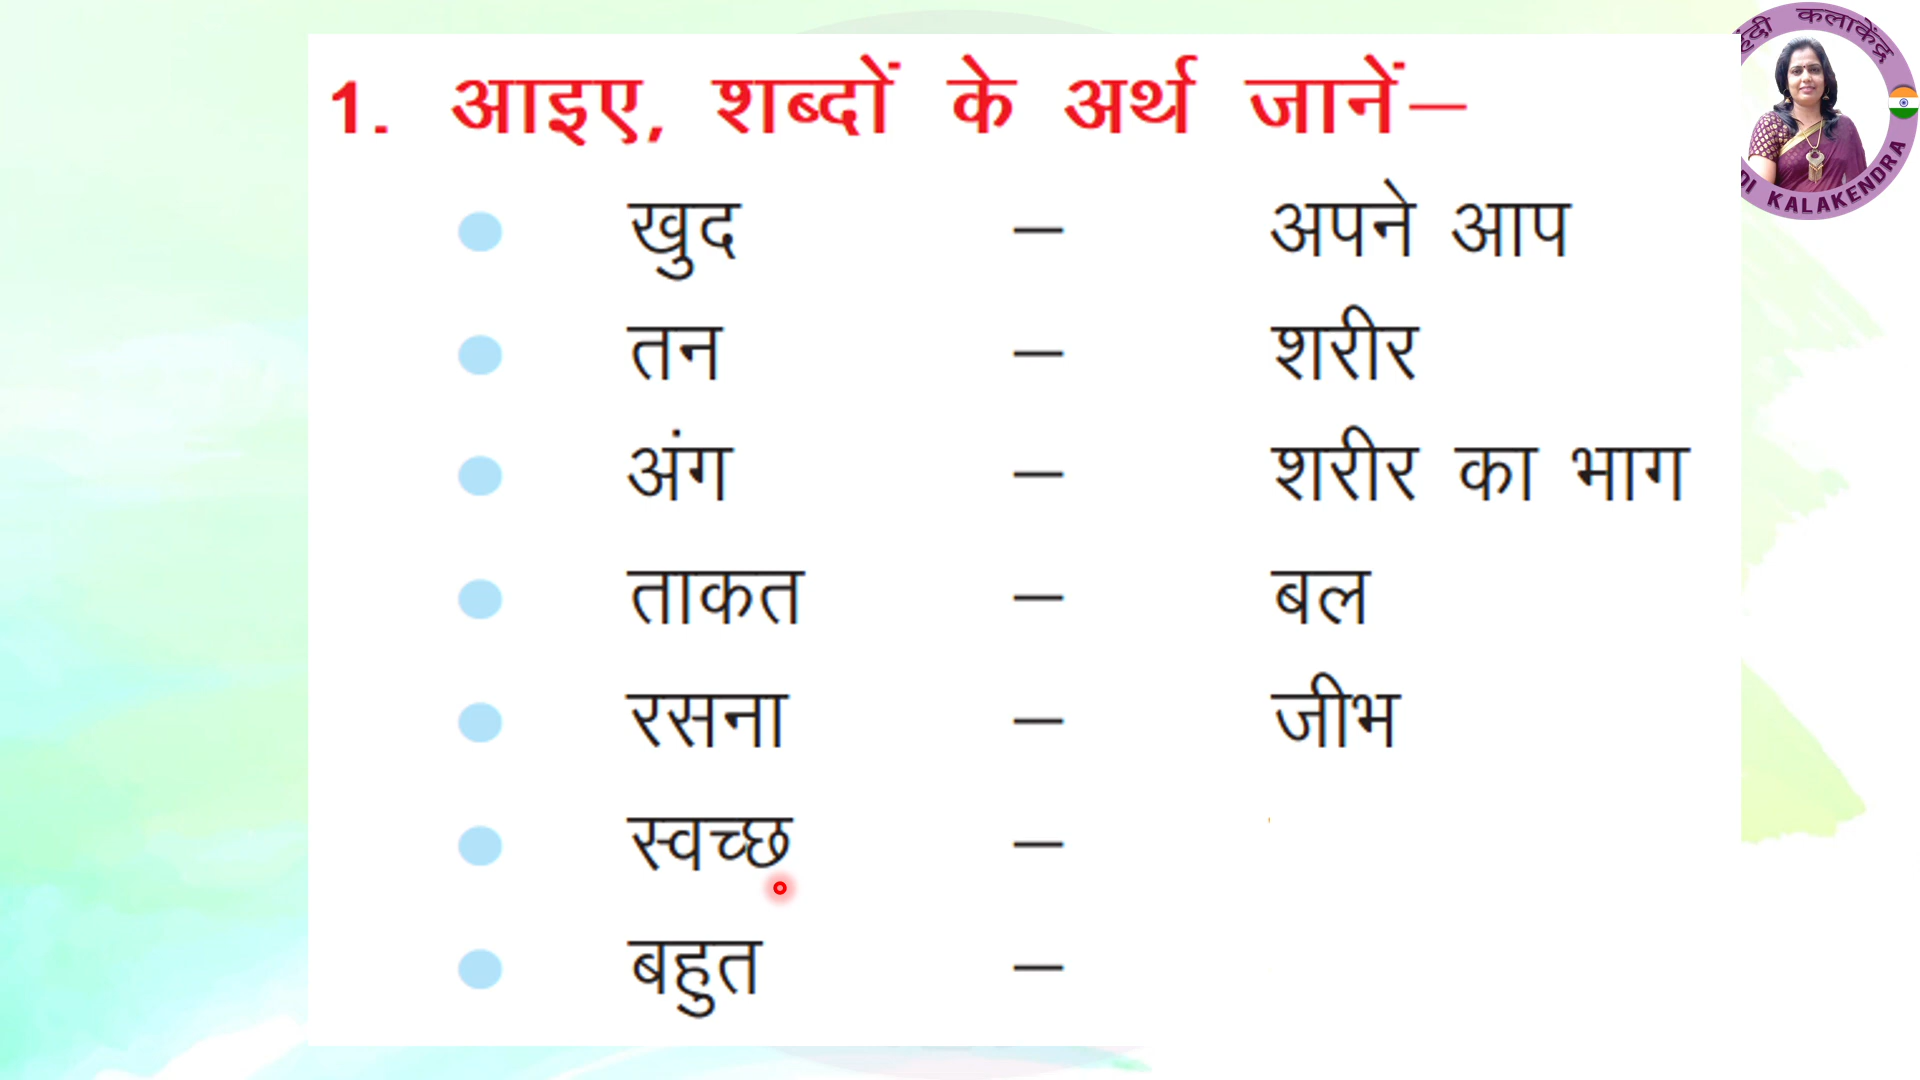 1. आइए, शब्दों के अर्थ जानें–
खुद – अपने आप
तन – शरीर
अंग – शरीर का भाग
ताकत – बल
रसना – जीभ
स्वच्छ –
बहुत –
कलाकेंद्र
KALAKENDRA